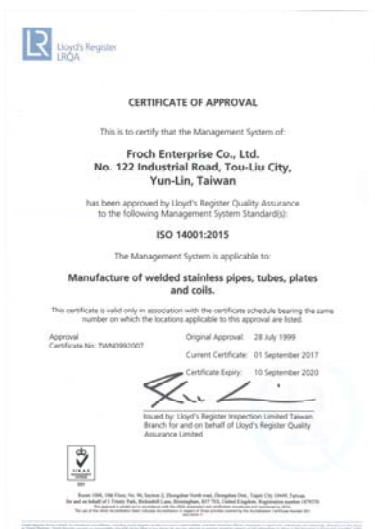 LR
Lloyd's Register
LRQA
CERTIFICATE OF APPROVAL
This is to certify that the Management System of:
Froch Enterprise Co., Ltd.
No. 122 Industrial Road, Tou-Liu City,
Yun-Lin, Taiwan
has been approved by Lloyd's Register Quality Assurance
to the following Management System Standard(s):
ISO 14001:2015
The Management System is applicable to:
Manufacture of welded stainless pipes, tubes, plates
and coils.
This certificate is valid only in association with the certificate schedule bearing the same
number on which the locations applicable to this approval are listed.
Approval
Certificate No: TWN0992007
Original Approval: 28 July 1999
Current Certificate: 01 September 2017
Certificate Expiry: 10 September 2020
Issued by: Lloyd's Register Inspection Limited Taiwan
Branch for and on behalf of Lloyd's Register Quality
Assurance Limited
UKAS
001